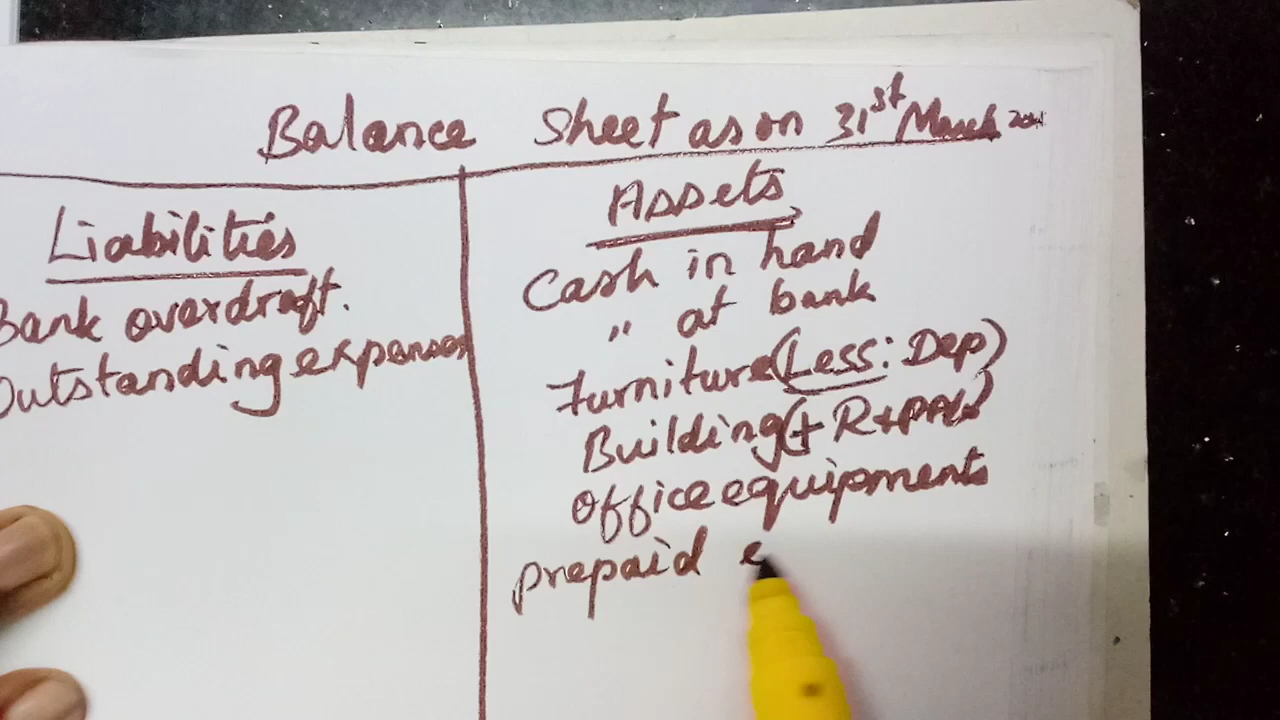 Balance Sheet as on 31st March
Liabilities
Bank overdraft.
Outstanding expenses
Assets
Cash in hand
" at bank
Furniture (Less: Dep)
Building (+ R +
Office equipments
prepaid e